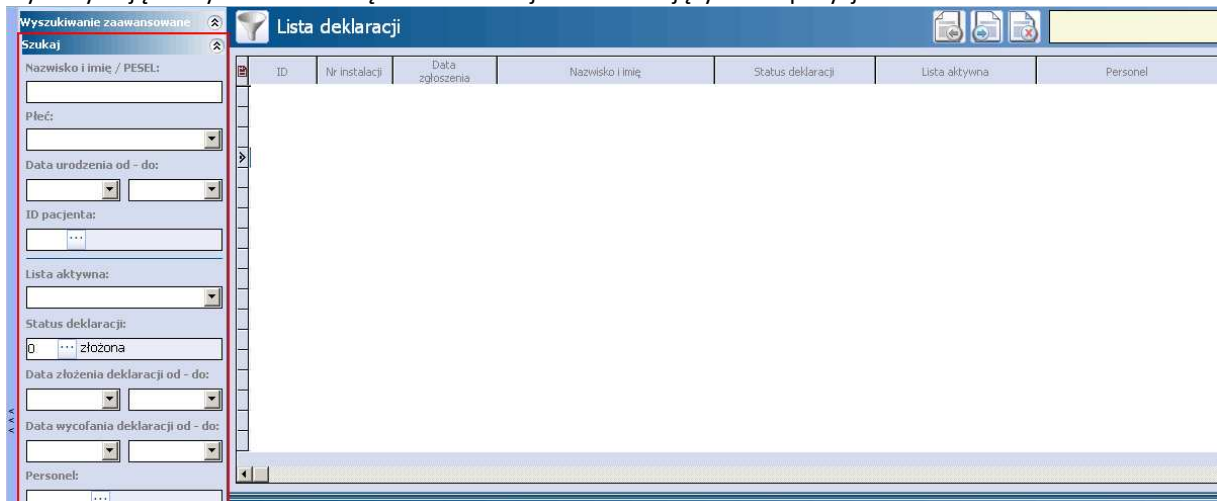 Wyszukiwanie zaawansowane
Szukaj
Nazwisko i imię / PESEL:
Płeć:
Data urodzenia od - do:
ID pacjenta:
Lista aktywna:
Status deklaracji:
0 ... złożona
Data złożenia deklaracji od - do:
Data wycofania deklaracji od - do:
Personel:
Lista deklaracji
ID Nr instalacji Data zgłoszenia Nazwisko i imię Status deklaracji Lista aktywna Personel